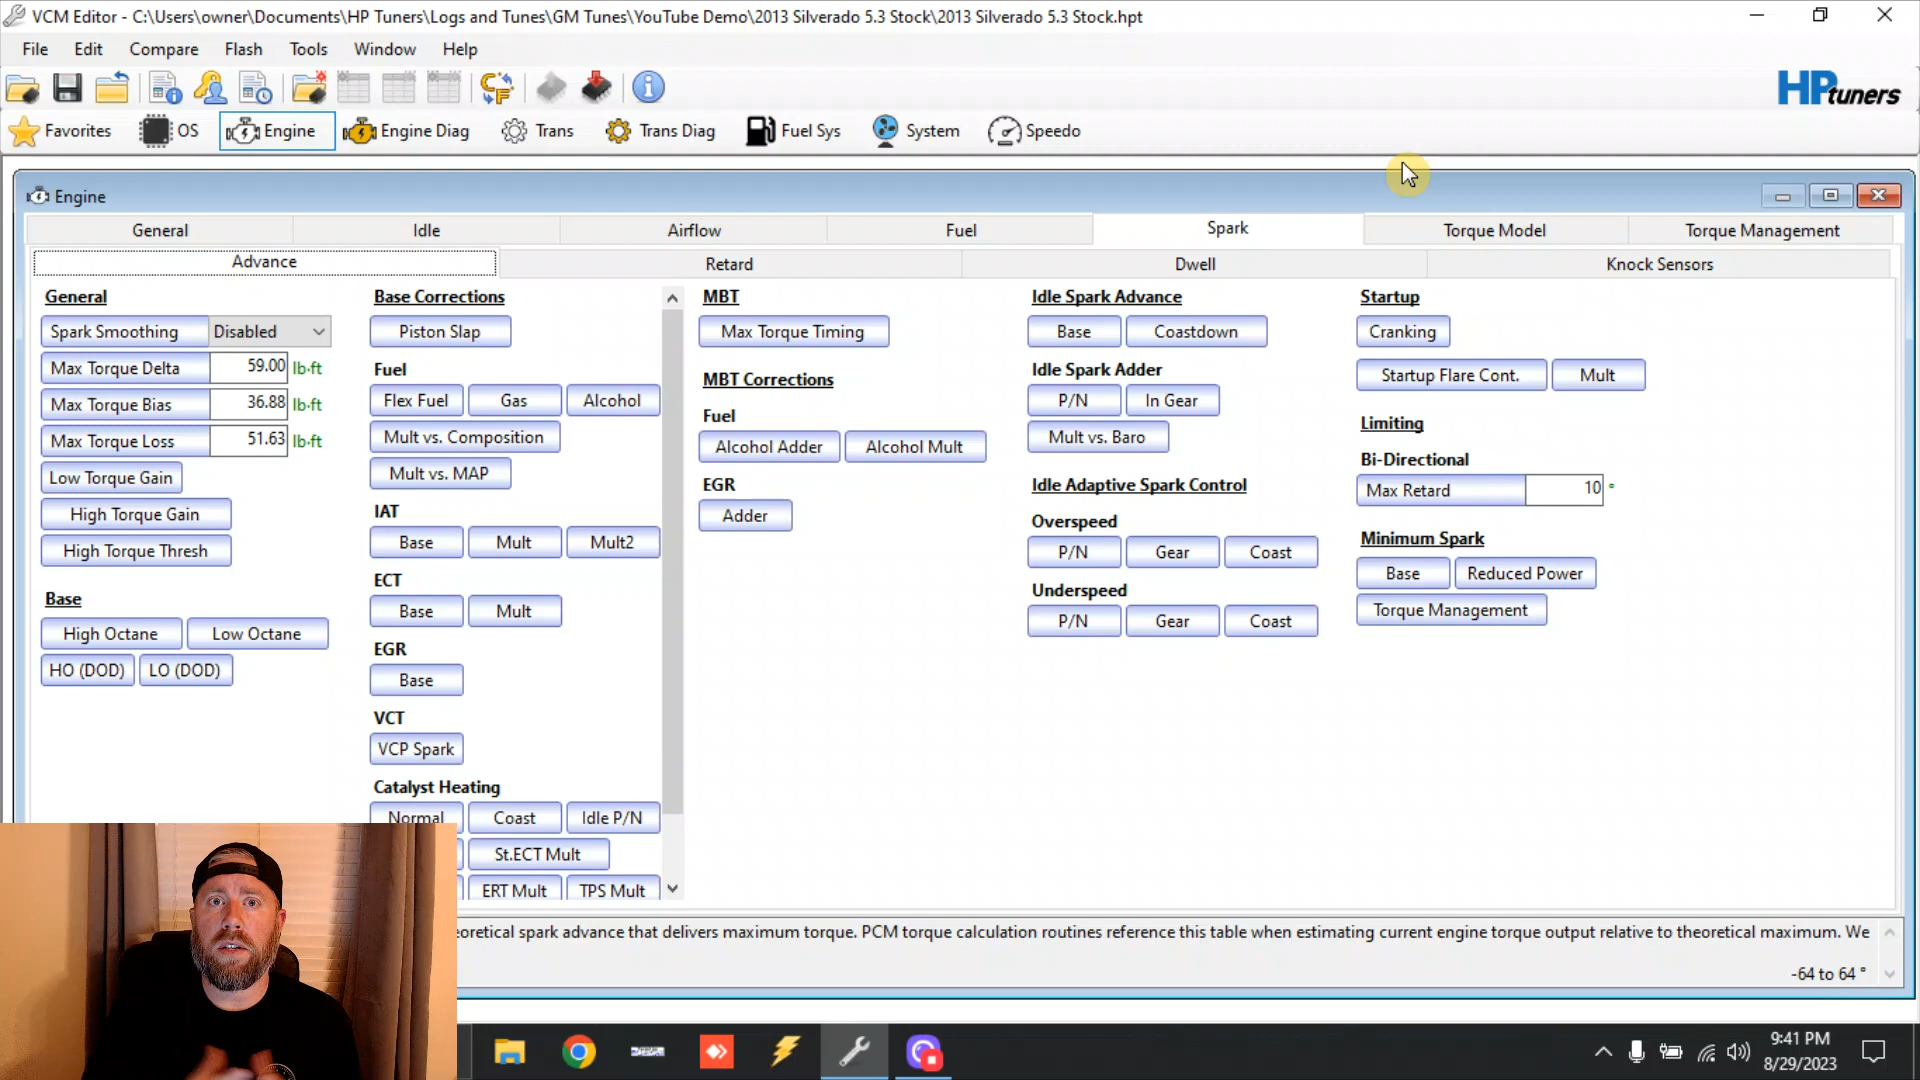 VCM Editor - C:\Users\owner\Documents\HP Tuners\Logs and Tunes\GM Tunes\YouTube Demo\2013 Silverado 5.3 Stock\2013 Silverado 5.3 Stock.hpt
File Edit Compare Flash Tools Window Help
HPtuners
Favorites OS Engine Engine Diag Trans Trans Diag Fuel Sys System Speedo
Engine
General Idle Airflow Fuel Spark Torque Model Torque Management
Advance Retard Dwell Knock Sensors
General
Spark Smoothing Disabled
Max Torque Delta 59.00 lb·ft
Max Torque Bias 36.88 lb·ft
Max Torque Loss 51.63 lb·ft
Low Torque Gain
High Torque Gain
High Torque Thresh
Base
High Octane Low Octane
HO (DOD) LO (DOD)
Base Corrections
Piston Slap
Fuel
Flex Fuel Gas Alcohol
Mult vs. Composition
Mult vs. MAP
IAT
Base Mult Mult2
ECT
Base Mult
EGR
Base
VCT
VCP Spark
Catalyst Heating
Normal Coast Idle P/N
St.ECT Mult
ERT Mult TPS Mult
MBT
Max Torque Timing
MBT Corrections
Fuel
Alcohol Adder Alcohol Mult
EGR
Adder
Idle Spark Advance
Base Coastdown
Idle Spark Adder
P/N In Gear
Mult vs. Baro
Idle Adaptive Spark Control
Overspeed
P/N Gear Coast
Underspeed
P/N Gear Coast
Startup
Cranking
Startup Flare Cont. Mult
Limiting
Bi-Directional
Max Retard 10 °
Minimum Spark
Base Reduced Power
Torque Management
oretical spark advance that delivers maximum torque. PCM torque calculation routines reference this table when estimating current engine torque output relative to theoretical maximum. We
-64 to 64 °
9:41 PM
8/29/2023